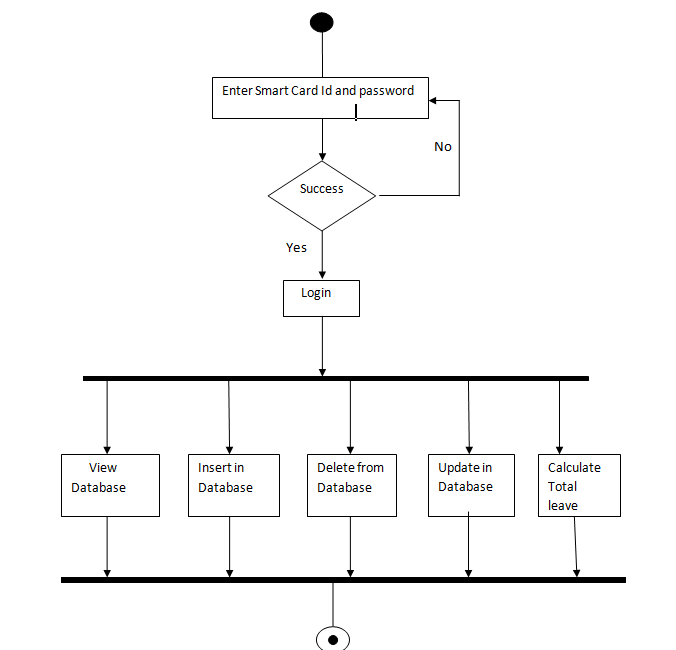 Enter Smart Card Id and password
No
Success
Yes
Login
View
Database
Insert in
Database
Delete from
Database
Update in
Database
Calculate
Total
leave